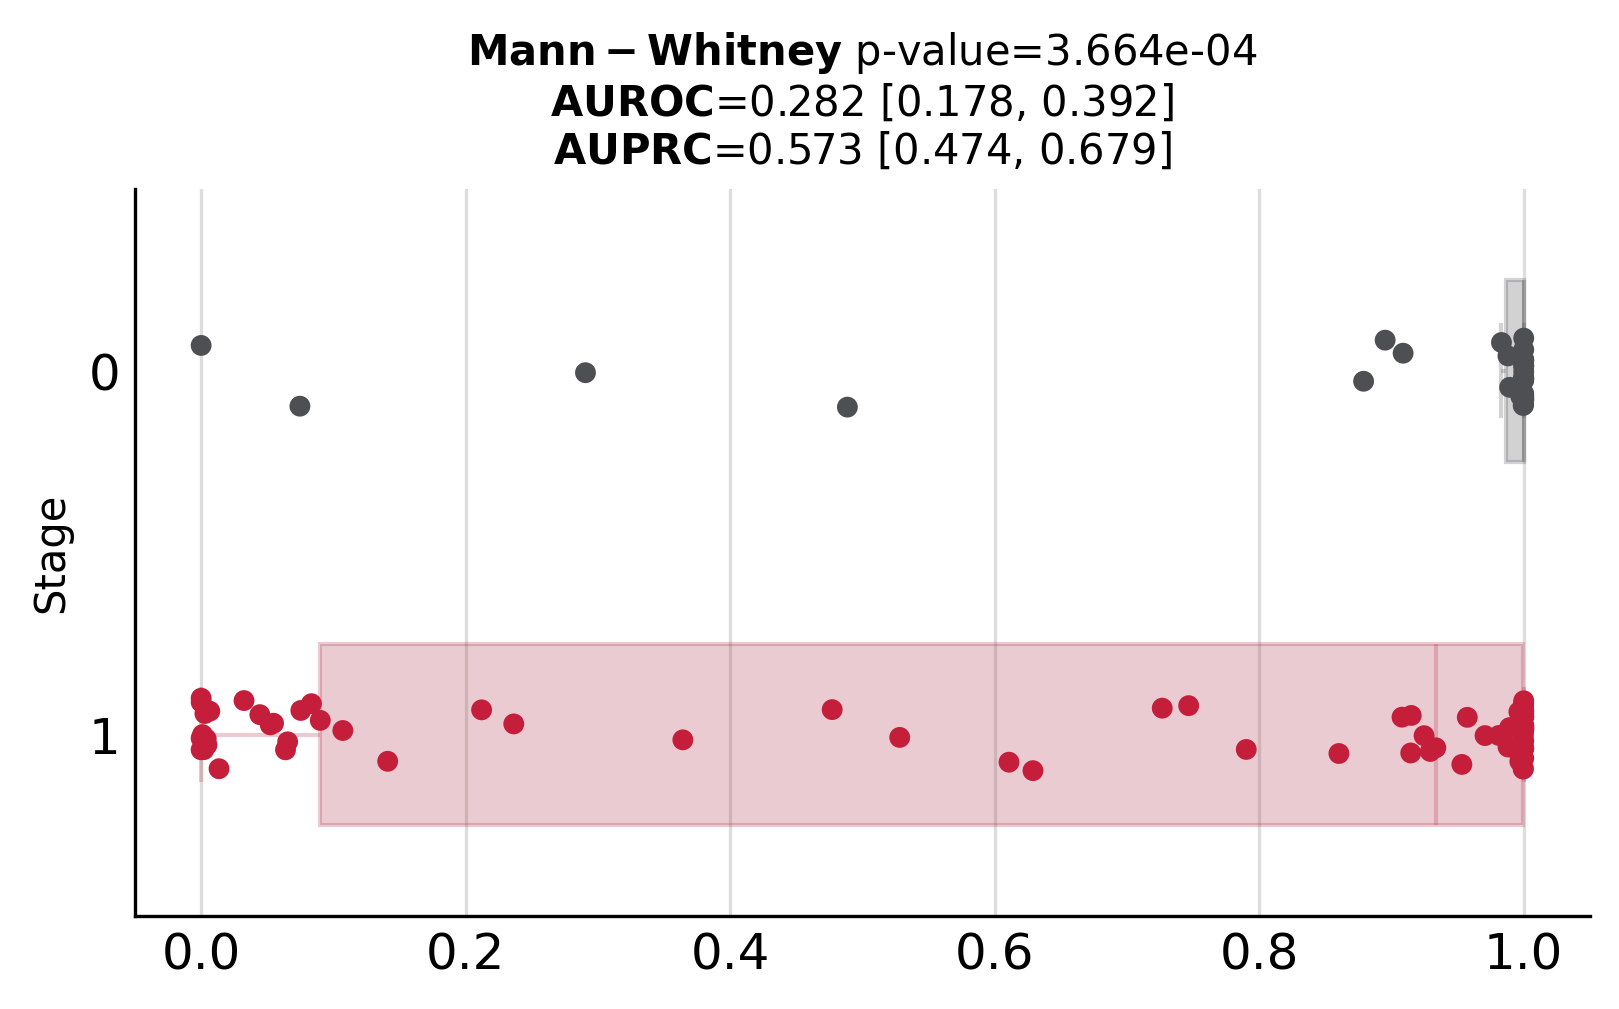 Mann – Whitney p-value=3.664e-04
AUROC=0.282 [0.178, 0.392]
AUPRC=0.573 [0.474, 0.679]
0
Stage
1
0.0 0.2 0.4 0.6 0.8 1.0